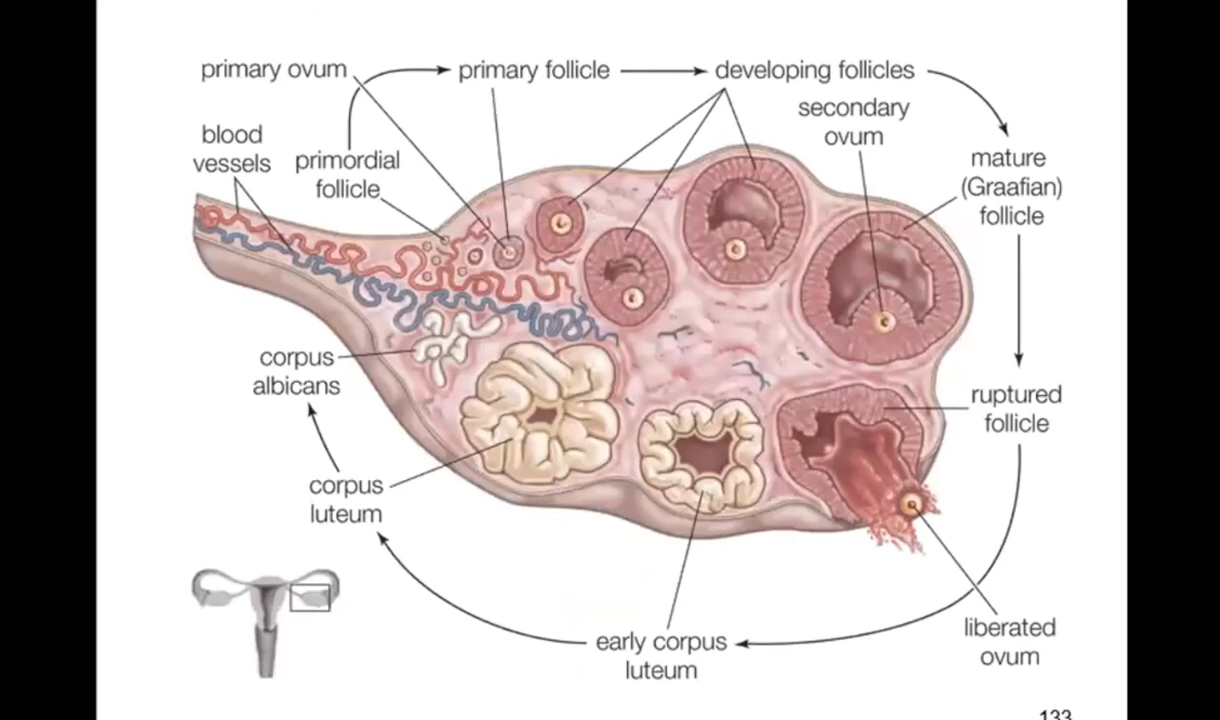 primary ovum
primary follicle
developing follicles
secondary
ovum
blood
vessels
primordial
follicle
mature
(Graafian)
follicle
corpus
albicans
ruptured
follicle
corpus
luteum
early corpus
luteum
liberated
ovum
133